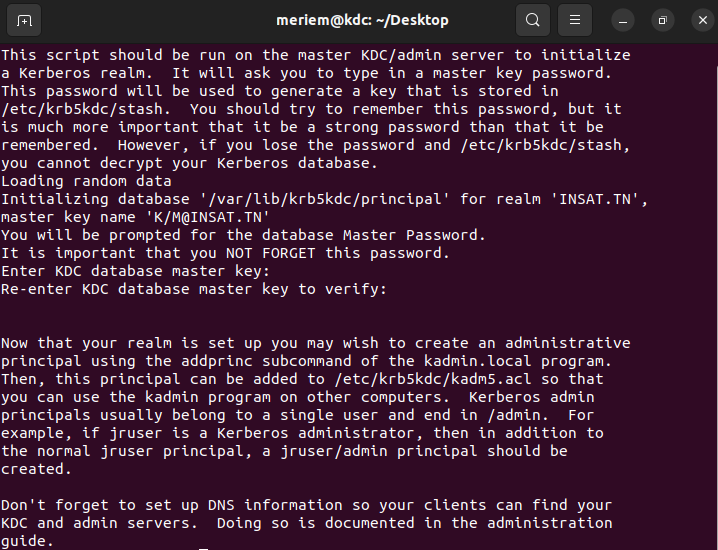 meriem@kdc: ~/Desktop
This script should be run on the master KDC/admin server to initialize
a Kerberos realm.  It will ask you to type in a master key password.
This password will be used to generate a key that is stored in
/etc/krb5kdc/stash.  You should try to remember this password, but it
is much more important that it be a strong password than that it be
remembered.  However, if you lose the password and /etc/krb5kdc/stash,
you cannot decrypt your Kerberos database.
Loading random data
Initializing database '/var/lib/krb5kdc/principal' for realm 'INSAT.TN',
master key name 'K/M@INSAT.TN'
You will be prompted for the database Master Password.
It is important that you NOT FORGET this password.
Enter KDC database master key:
Re-enter KDC database master key to verify:
Now that your realm is set up you may wish to create an administrative
principal using the addprinc subcommand of the kadmin.local program.
Then, this principal can be added to /etc/krb5kdc/kadm5.acl so that
you can use the kadmin program on other computers.  Kerberos admin
principals usually belong to a single user and end in /admin.  For
example, if jruser is a Kerberos administrator, then in addition to
the normal jruser principal, a jruser/admin principal should be
created.
Don't forget to set up DNS information so your clients can find your
KDC and admin servers.  Doing so is documented in the administration
guide.